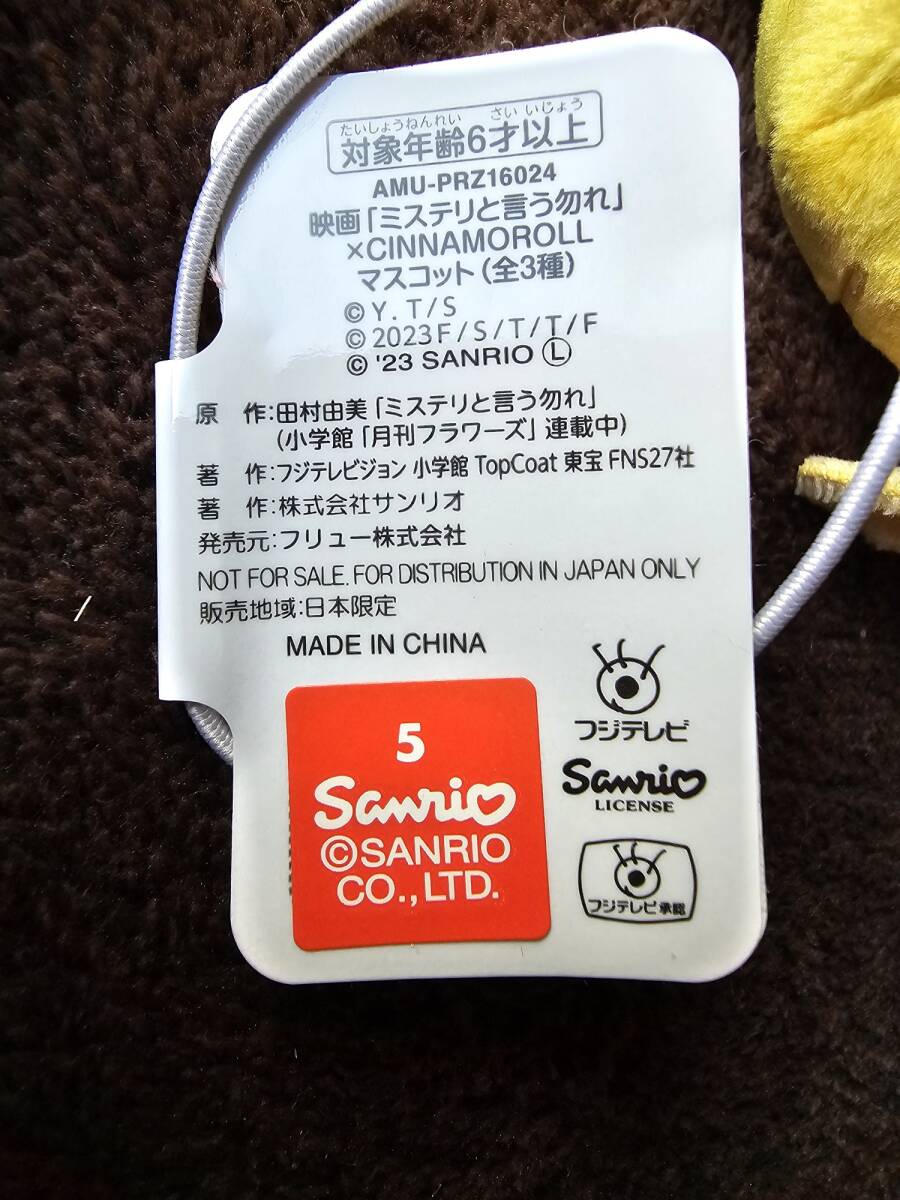 たいしょうねんれい さい いじょう
対象年齢6才以上
AMU-PRZ16024
映画「ミステリと言う勿れ」
×CINNAMOROLL
マスコット(全3種)
©Y.T/S
©2023F/S/T/T/F
©'23 SANRIO Ⓛ
原 作:田村由美「ミステリと言う勿れ」
(小学館「月刊フラワーズ」連載中)
著 作:フジテレビジョン 小学館 TopCoat 東宝 FNS27社
著 作:株式会社サンリオ
発売元:フリュー株式会社
NOT FOR SALE. FOR DISTRIBUTION IN JAPAN ONLY
販売地域:日本限定
MADE IN CHINA
5
Sanrio
©SANRIO
CO.,LTD.
フジテレビ
Sanrio
LICENSE
フジテレビ承認